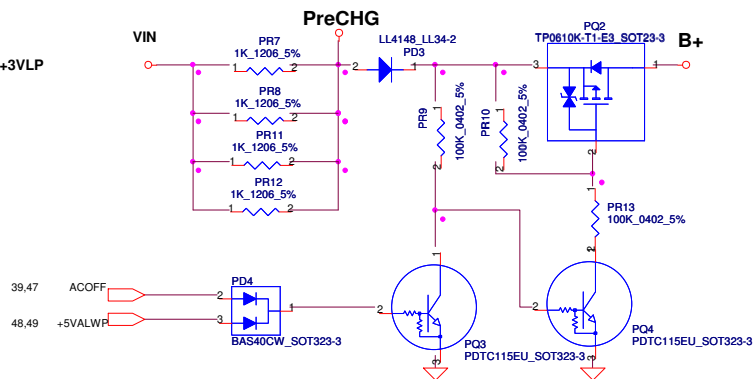 PreCHG
VIN
+3VLP
PR7
1K_1206_5%
1 2
PR8
1K_1206_5%
1 2
PR11
1K_1206_5%
1 2
PR12
1K_1206_5%
1 2
LL4148_LL34-2
PD3
2 1
PQ2
TP0610K-T1-E3_SOT23-3
B+
3 1
2
PR9
100K_0402_5%
1 2
PR10
100K_0402_5%
1 2
PR13
100K_0402_5%
1 2
39,47 ACOFF
48,49 +5VALWP
PD4
2
3
1
BAS40CW_SOT323-3
1
2
3
PQ3
PDTC115EU_SOT323-3
1
2
3
PQ4
PDTC115EU_SOT323-3